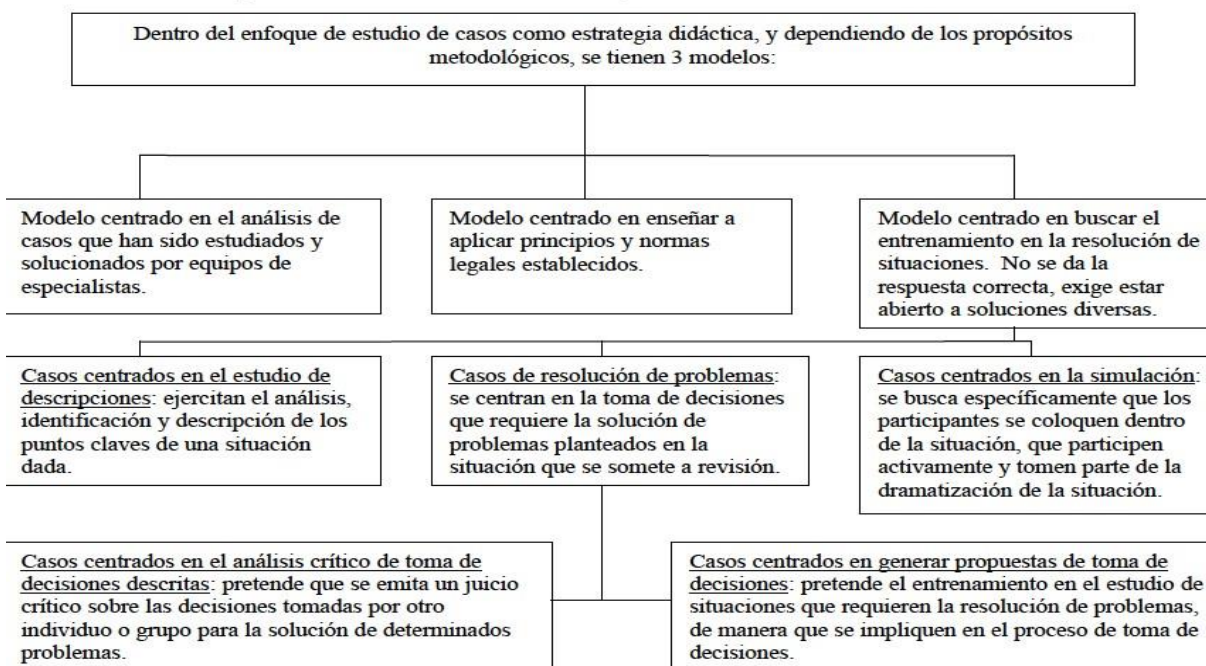 Dentro del enfoque de estudio de casos como estrategia didáctica, y dependiendo de los propósitos
metodológicos, se tienen 3 modelos:
Modelo centrado en el análisis de
casos que han sido estudiados y
solucionados por equipos de
especialistas.
Modelo centrado en enseñar a
aplicar principios y normas
legales establecidos.
Modelo centrado en buscar el
entrenamiento en la resolución de
situaciones. No se da la
respuesta correcta, exige estar
abierto a soluciones diversas.
Casos centrados en el estudio de
descripciones: ejercitan el análisis,
identificación y descripción de los
puntos claves de una situación
dada.
Casos de resolución de problemas:
se centran en la toma de decisiones
que requiere la solución de
problemas planteados en la
situación que se somete a revisión.
Casos centrados en la simulación:
se busca específicamente que los
participantes se coloquen dentro
de la situación, que participen
activamente y tomen parte de la
dramatización de la situación.
Casos centrados en el análisis crítico de toma de
decisiones descritas: pretende que se emita un juicio
crítico sobre las decisiones tomadas por otro
individuo o grupo para la solución de determinados
problemas.
Casos centrados en generar propuestas de toma de
decisiones: pretende el entrenamiento en el estudio de
situaciones que requieren la resolución de problemas,
de manera que se impliquen en el proceso de toma de
decisiones.